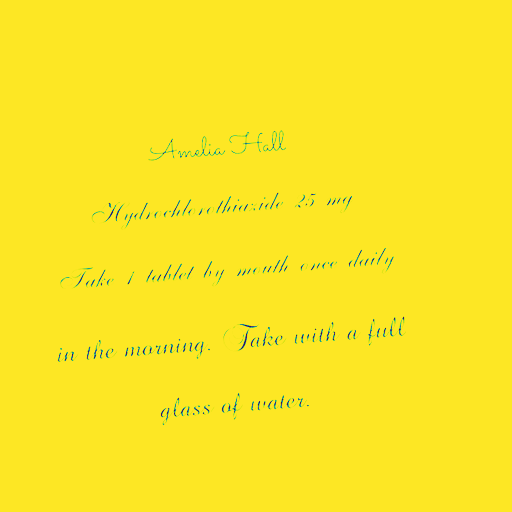 Amelia Hall
Hydrochlorothiazide 25 mg
Take 1 tablet by mouth once daily
in the morning. Take with a full
glass of water.